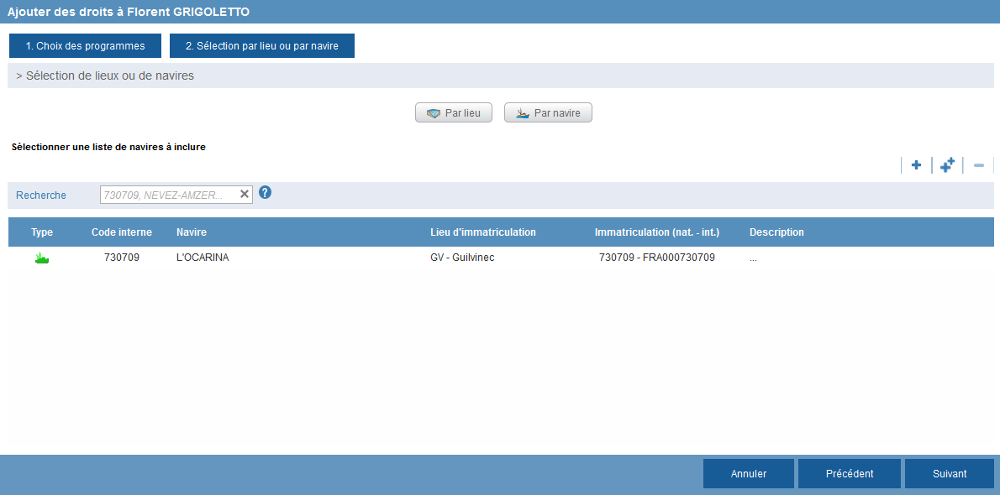 Ajouter des droits à Florent GRIGOLETTO
1. Choix des programmes 2. Sélection par lieu ou par navire
> Sélection de lieux ou de navires
Par lieu Par navire
Sélectionner une liste de navires à inclure
Recherche 730709, NEVEZ-AMZER... ?
Type Code interne Navire Lieu d'immatriculation Immatriculation (nat. - int.) Description
730709 L'OCARINA GV - Guilvinec 730709 - FRA000730709 ...
Annuler Précédent Suivant